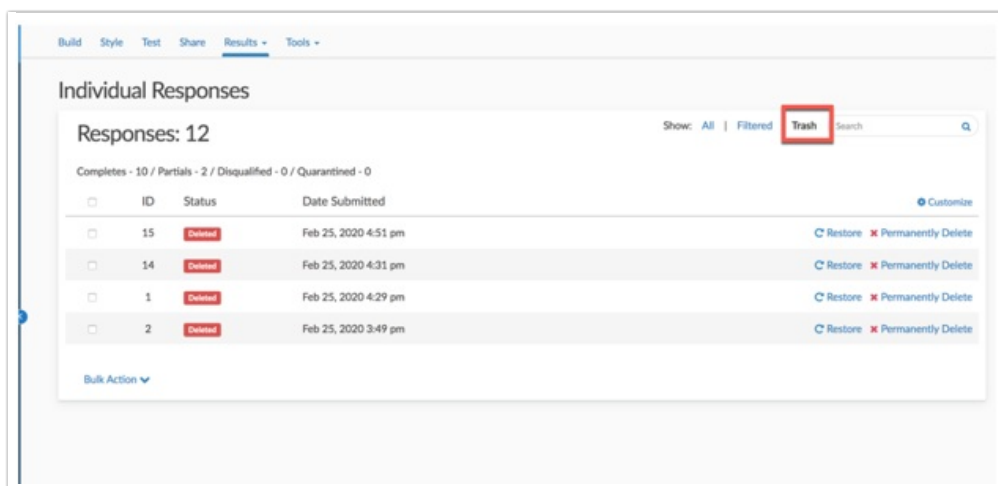 Build Style Test Share Results Tools
Individual Responses
Responses: 12
Show: All | Filtered Trash Search
Completes - 10 / Partials - 2 / Disqualified - 0 / Quarantined - 0
ID Status Date Submitted Customize
15 Deleted Feb 25, 2020 4:51 pm Restore Permanently Delete
14 Deleted Feb 25, 2020 4:31 pm Restore Permanently Delete
1 Deleted Feb 25, 2020 4:29 pm Restore Permanently Delete
2 Deleted Feb 25, 2020 3:49 pm Restore Permanently Delete
Bulk Action